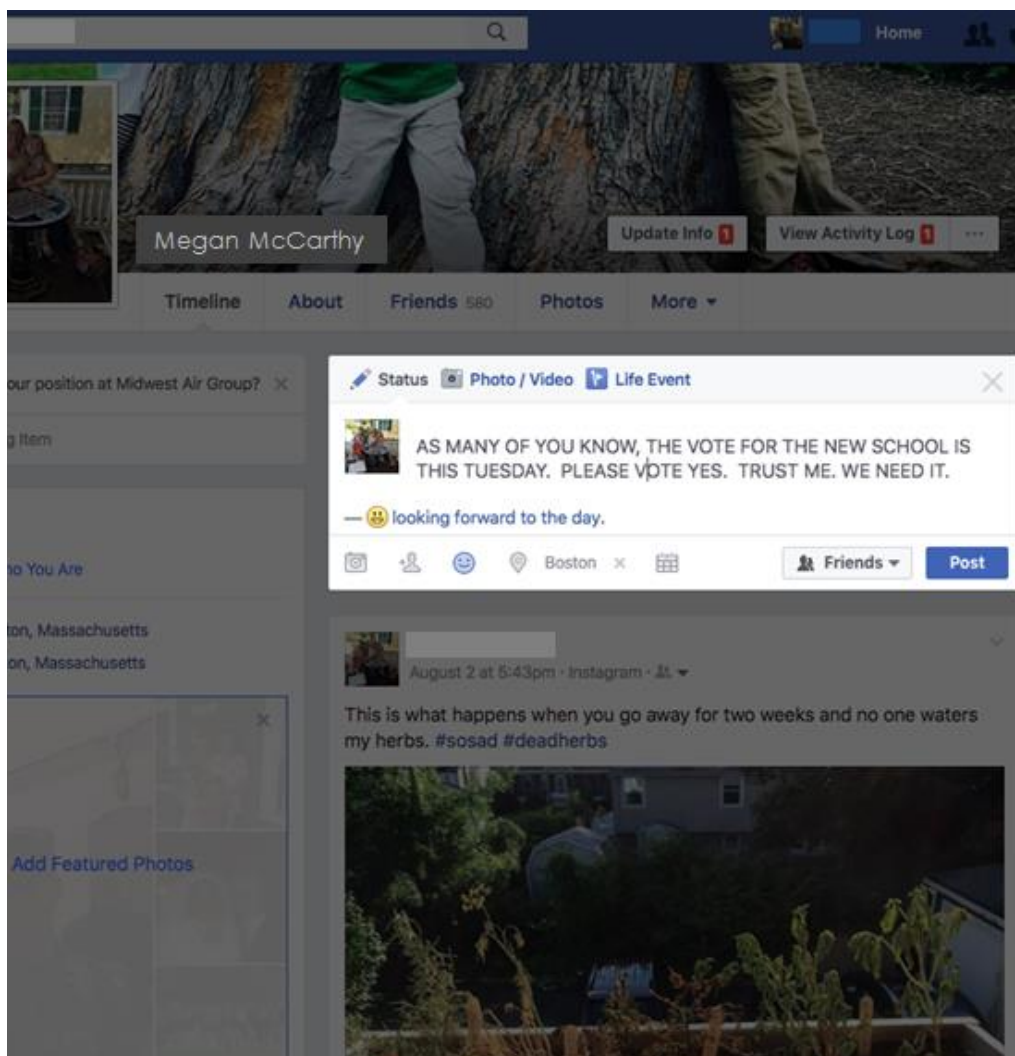 Home
Megan McCarthy
Update Info 1
View Activity Log 1 ...
Timeline About Friends 580 Photos More
our position at Midwest Air Group?
g Item
Status Photo / Video Life Event
AS MANY OF YOU KNOW, THE VOTE FOR THE NEW SCHOOL IS
THIS TUESDAY. PLEASE VOTE YES. TRUST ME. WE NEED IT.
— looking forward to the day.
Boston Friends Post
ho You Are
ton, Massachusetts
on, Massachusetts
August 2 at 5:43pm · Instagram ·
This is what happens when you go away for two weeks and no one waters
my herbs. #sosad #deadherbs
Add Featured Photos